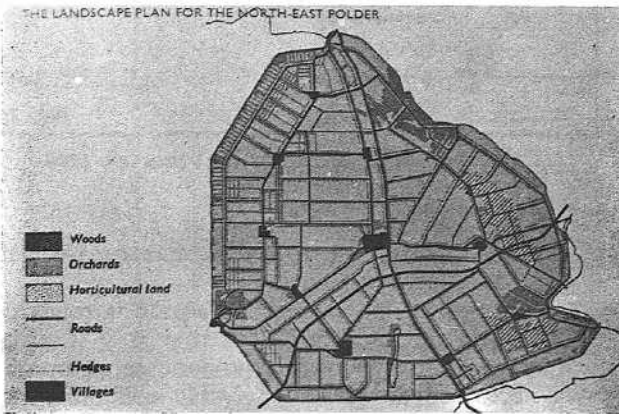 THE LANDSCAPE PLAN FOR THE NORTH-EAST POLDER
Woods
Orchards
Horticultural land
Roads
Hedges
Villages